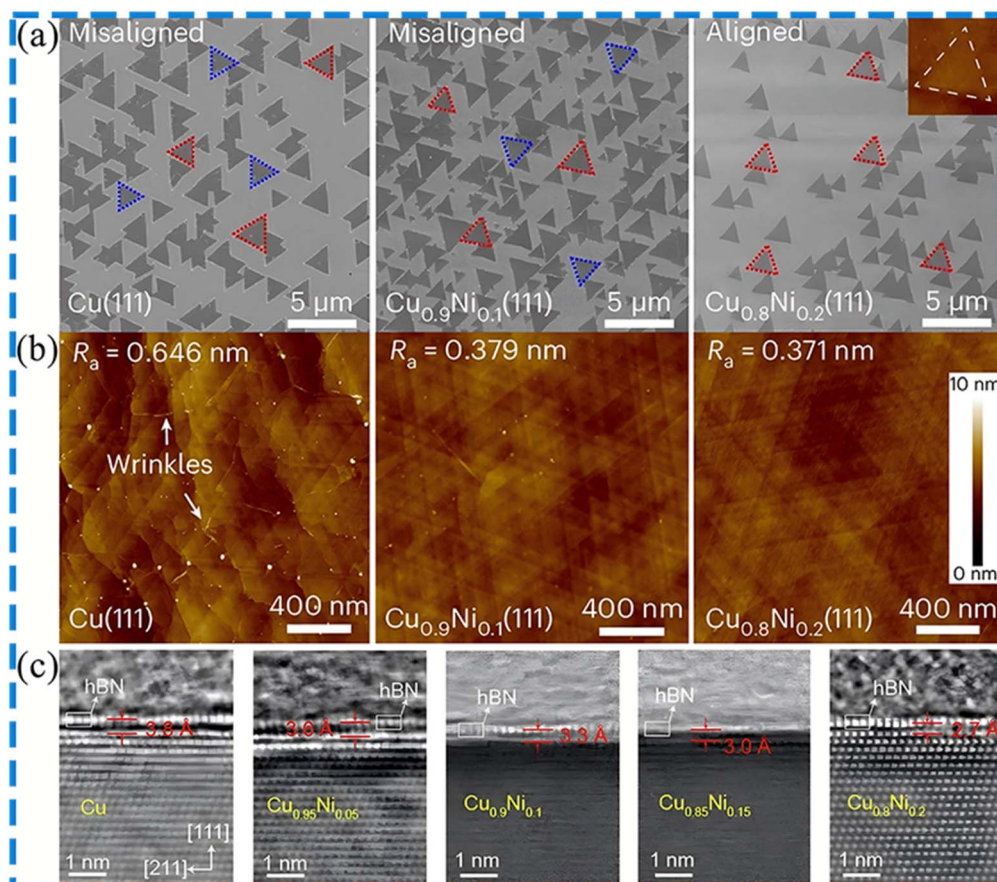 (a)
Misaligned
Misaligned
Aligned
Cu(111)
5 μm
Cu0.9Ni0.1(111)
5 μm
Cu0.8Ni0.2(111)
5 μm
(b)
Ra = 0.646 nm
Ra = 0.379 nm
Ra = 0.371 nm
10 nm
Wrinkles
0 nm
Cu(111)
400 nm
Cu0.9Ni0.1(111)
400 nm
Cu0.8Ni0.2(111)
400 nm
(c)
hBN
hBN
hBN
hBN
hBN
3.3 Å
3.0 Å
2.7 Å
Cu
Cu0.95Ni0.05
Cu0.9Ni0.1
Cu0.85Ni0.15
Cu0.8Ni0.2
[111]
[211]
1 nm
1 nm
1 nm
1 nm
1 nm